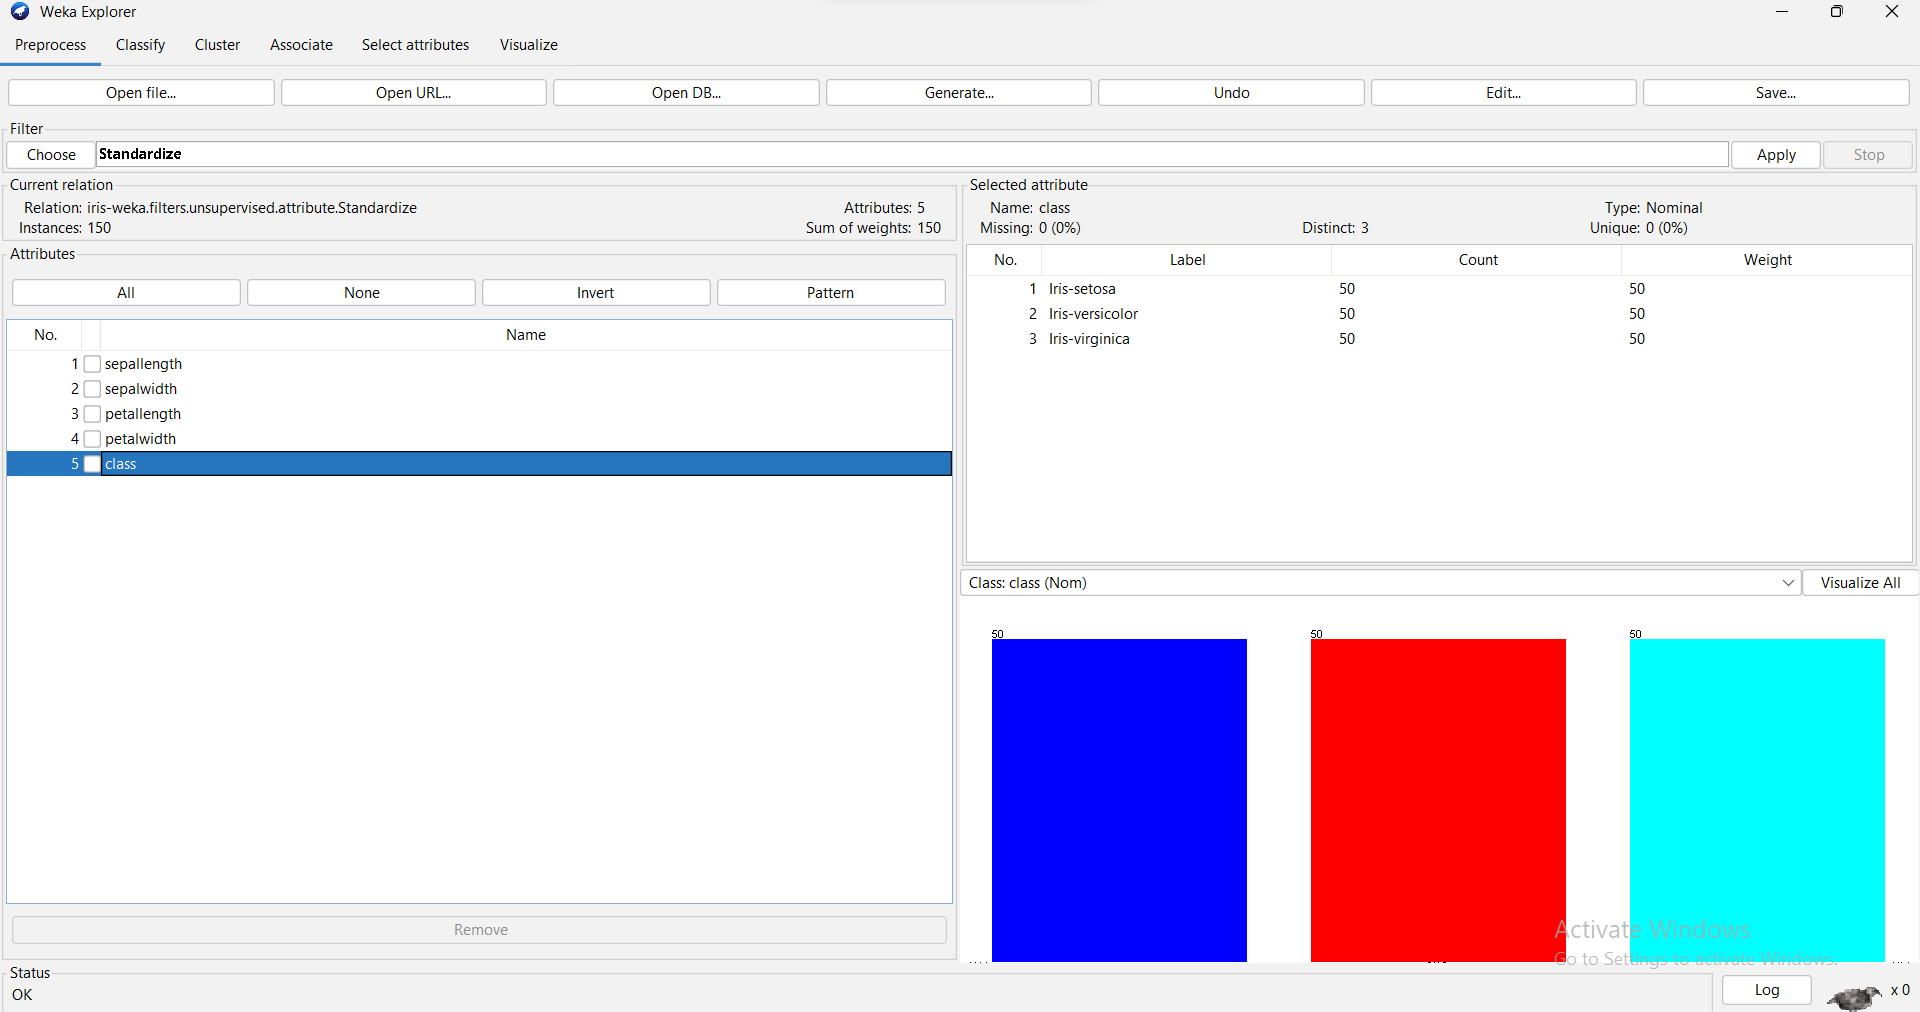 Weka Explorer
Preprocess Classify Cluster Associate Select attributes Visualize
Open file... Open URL... Open DB... Generate... Undo Edit... Save...
Filter
Choose Standardize Apply Stop
Current relation
Relation: iris-weka.filters.unsupervised.attribute.Standardize Attributes: 5
Instances: 150 Sum of weights: 150
Attributes
All None Invert Pattern
No. Name
1 sepallength
2 sepalwidth
3 petallength
4 petalwidth
5 class
Remove
Selected attribute
Name: class Type: Nominal
Missing: 0 (0%) Distinct: 3 Unique: 0 (0%)
No. Label Count Weight
1 Iris-setosa 50 50
2 Iris-versicolor 50 50
3 Iris-virginica 50 50
Class: class (Nom) Visualize All
50 50 50
Activate Windows
Go to Settings to activate Windows.
Status
OK
Log x 0